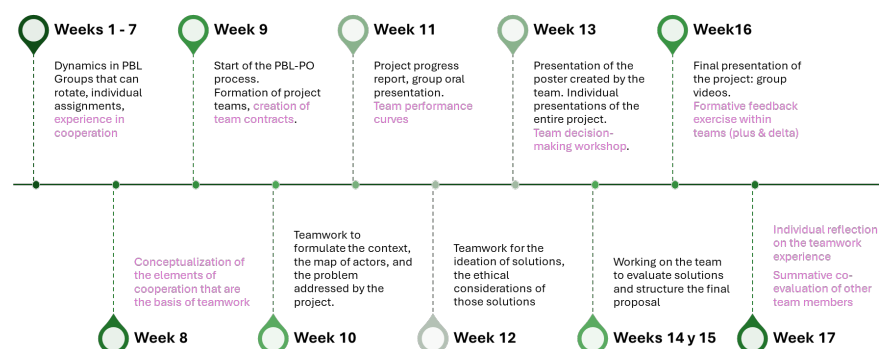 Weeks 1 - 7
Dynamics in PBL
Groups that can
rotate, individual
assignments,
experience in
cooperation
Week 9
Start of the PBL-PO
process.
Formation of project
teams, creation of
team contracts.
Week 11
Project progress
report, group oral
presentation.
Team performance
curves
Week 13
Presentation of the
poster created by the
team. Individual
presentations of the
entire project.
Team decision-
making workshop.
Week16
Final presentation of
the project: group
videos.
Formative feedback
exercise within
teams (plus & delta)
Conceptualization of
the elements of
cooperation that are
the basis of teamwork
Week 8
Teamwork to
formulate the context,
the map of actors, and
the problem
addressed by the
project.
Week 10
Teamwork for the
ideation of solutions,
the ethical
considerations of
those solutions
Week 12
Working on the team
to evaluate solutions
and structure the final
proposal
Weeks 14 y 15
Individual reflection
on the teamwork
experience
Summative co-
evaluation of other
team members
Week 17